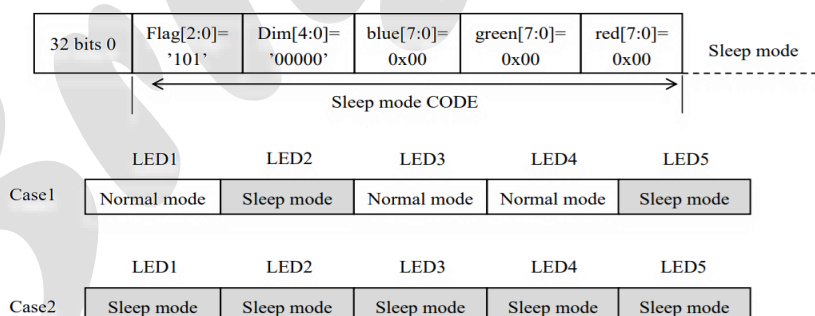 32 bits 0 Flag[2:0]= ’101’ Dim[4:0]= ’00000’ blue[7:0]= 0x00 green[7:0]= 0x00 red[7:0]= 0x00 Sleep mode
Sleep mode CODE
LED1 LED2 LED3 LED4 LED5
Case1 Normal mode Sleep mode Normal mode Normal mode Sleep mode
LED1 LED2 LED3 LED4 LED5
Case2 Sleep mode Sleep mode Sleep mode Sleep mode Sleep mode